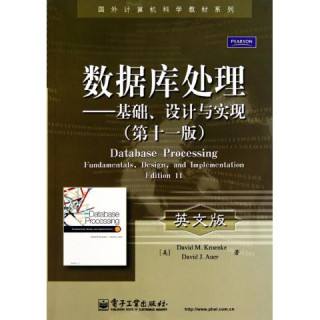 国外计算机科学教材系列
PEARSON
数据库处理
——基础、设计与实现
（第十一版）
Database Processing
Fundamentals, Design, and Implementation
Edition 11
Database
Processing
英文版
[美] David M. Kroenke
David J. Auer 著
電子工業出版社
http://www.phei.com.cn